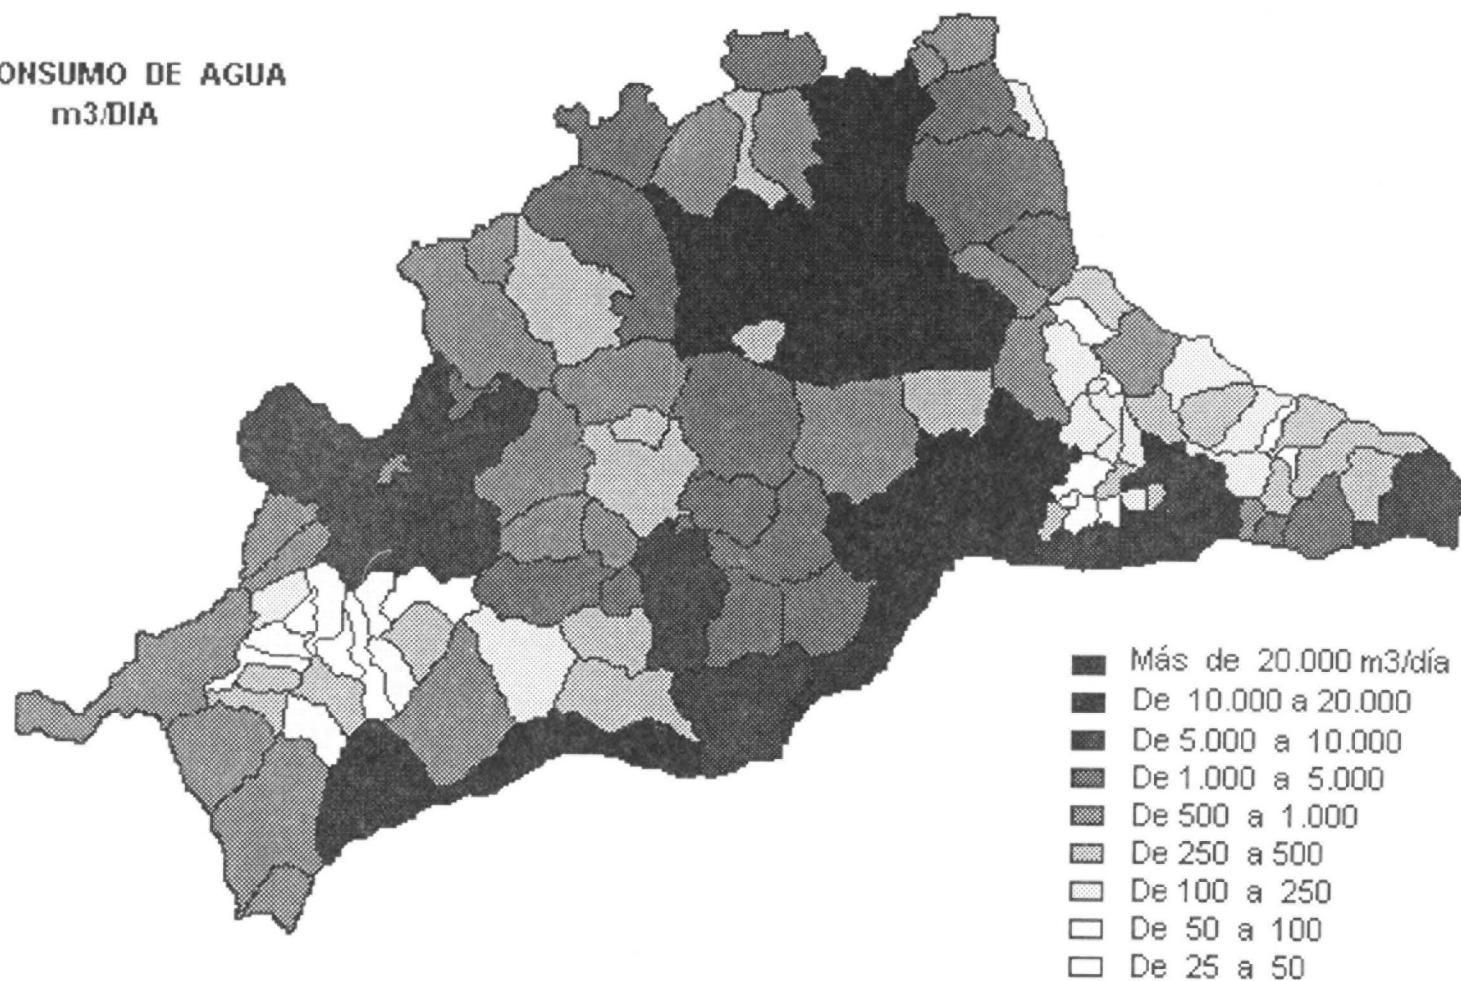 ONSUMO DE AGUA
m3/DIA
Más de 20.000 m3/día
De 10.000 a 20.000
De 5.000 a 10.000
De 1.000 a 5.000
De 500 a 1.000
De 250 a 500
De 100 a 250
De 50 a 100
De 25 a 50